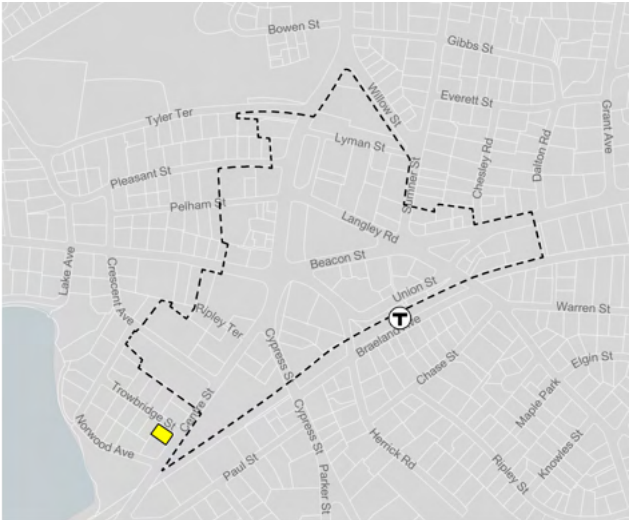 Bowen St
Gibbs St
Willow St
Everett St
Grant Ave
Tyler Ter
Lyman St
Dalton Rd
Chesley Rd
Pleasant St
Sumner St
Pelham St
Langley Rd
Lake Ave
Beacon St
Crescent Ave
Union St
Warren St
Ripley Ter
T
Braeland Ave
Cypress St
Elgin St
Chase St
Trowbridge St
Centre St
Maple Park
Norwood Ave
Cypress St
Herrick Rd
Knowles St
Paul St
Parker St
Ripley St